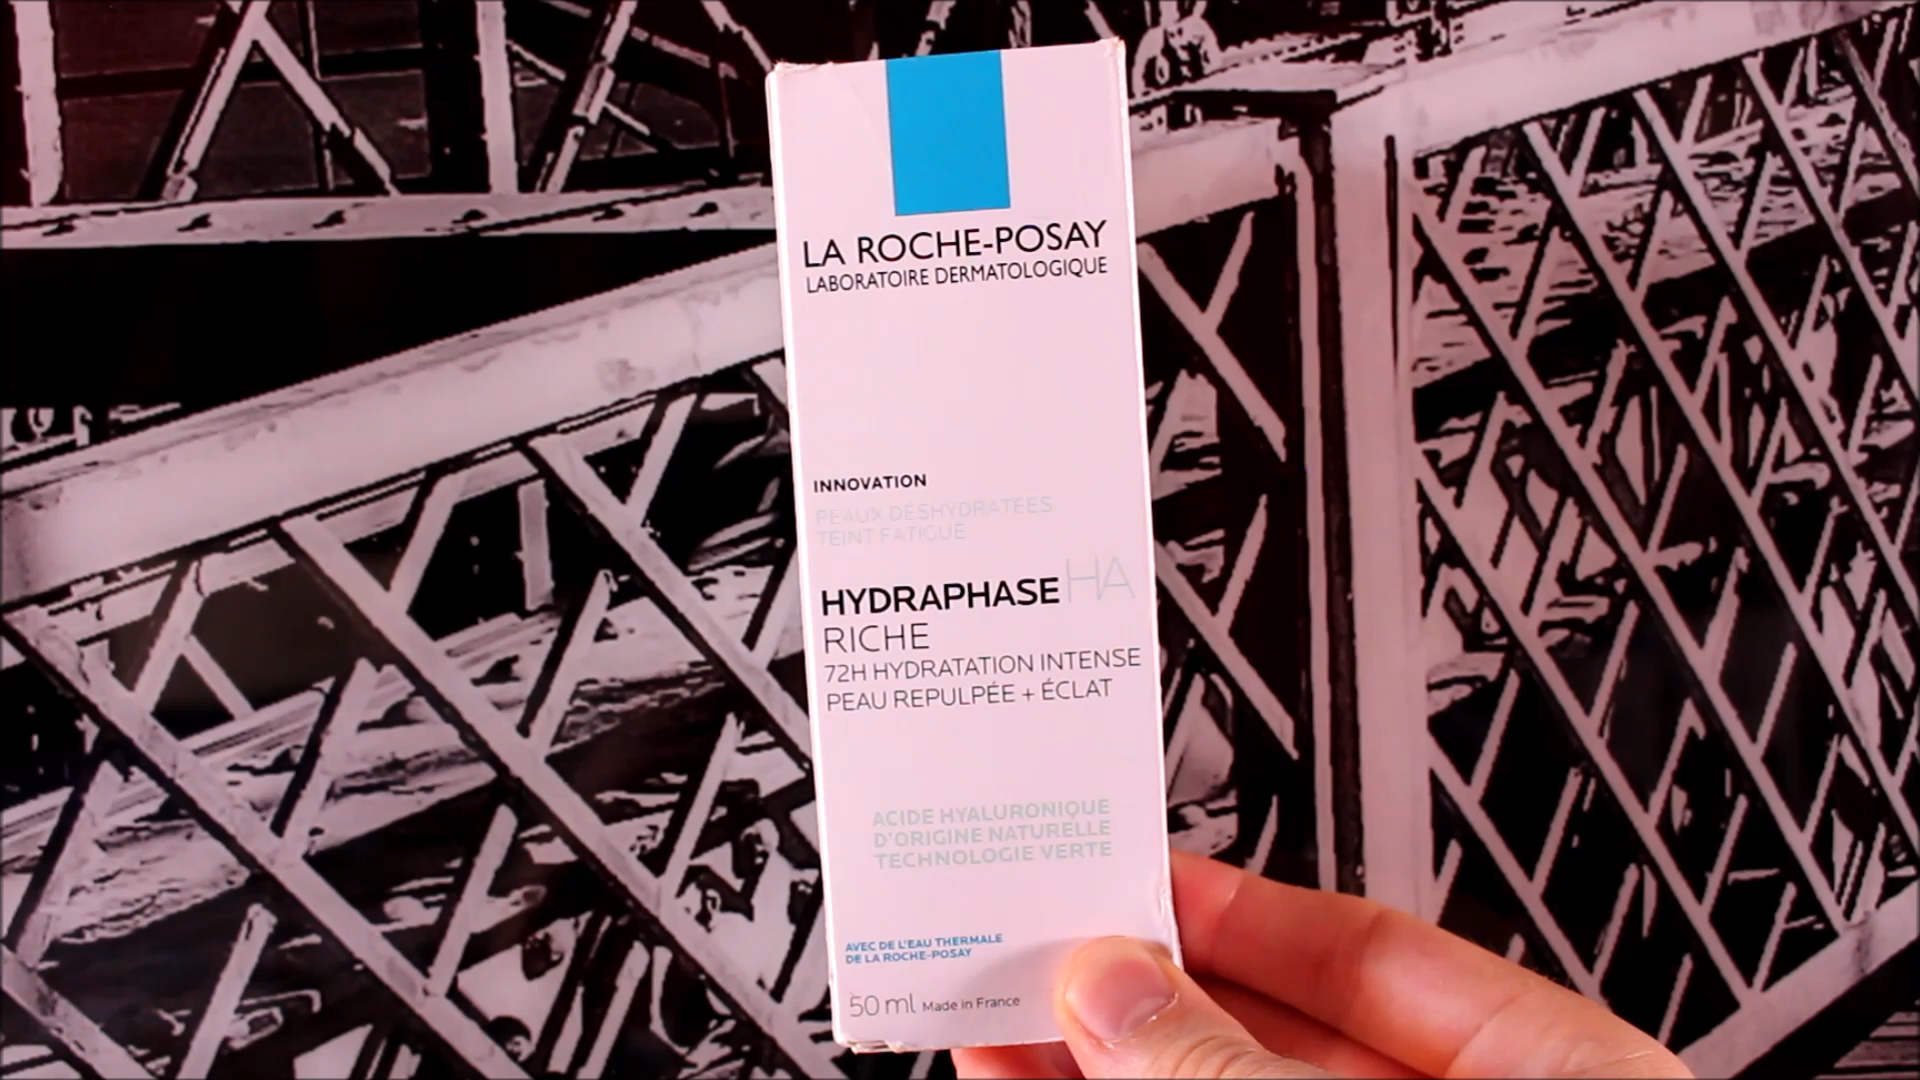 LA ROCHE-POSAY
LABORATOIRE DERMATOLOGIQUE
INNOVATION
PEAUX DÉSHYDRATÉES
TEINT FATIGUÉ
HYDRAPHASE HA
RICHE
72H HYDRATATION INTENSE
PEAU REPULPÉE + ÉCLAT
ACIDE HYALURONIQUE
D'ORIGINE NATURELLE
TECHNOLOGIE VERTE
AVEC DE L'EAU THERMALE
DE LA ROCHE-POSAY
50 ml Made in France